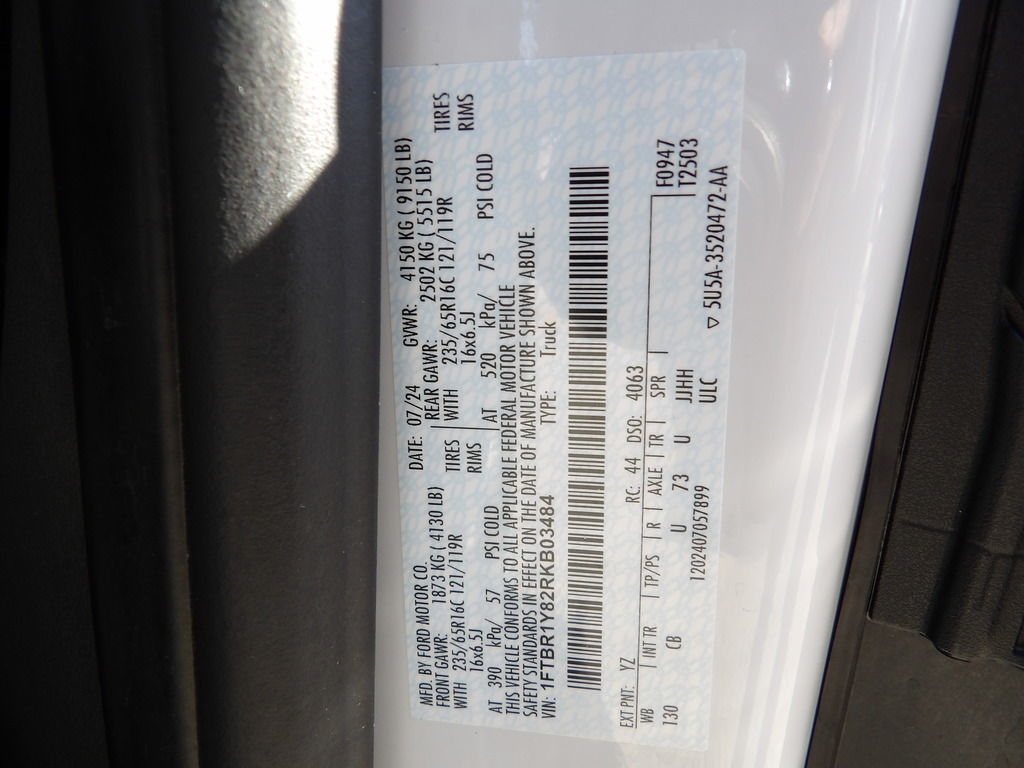 MFD. BY FORD MOTOR CO. DATE: 07/24 GVWR: 4150 KG ( 9150 LB)
FRONT GAWR: 1873 KG ( 4130 LB) REAR GAWR: 2502 KG ( 5515 LB)
WITH 235/65R16C 121/119R TIRES WITH 235/65R16C 121/119R TIRES
16x6.5J RIMS 16x6.5J RIMS
AT 390 kPa/ 57 PSI COLD AT 520 kPa/ 75 PSI COLD
THIS VEHICLE CONFORMS TO ALL APPLICABLE FEDERAL MOTOR VEHICLE
SAFETY STANDARDS IN EFFECT ON THE DATE OF MANUFACTURE SHOWN ABOVE.
VIN: 1FTBR1Y82RKB03484 TYPE: Truck
EXT PNT: YZ RC: 44 DSO: 4063
WB INT TR TP/PS R AXLE TR SPR F0947
130 CB U 73 U JJHH T2503
120240705 7899 ULC
▽ 5U5A-3520472-AA